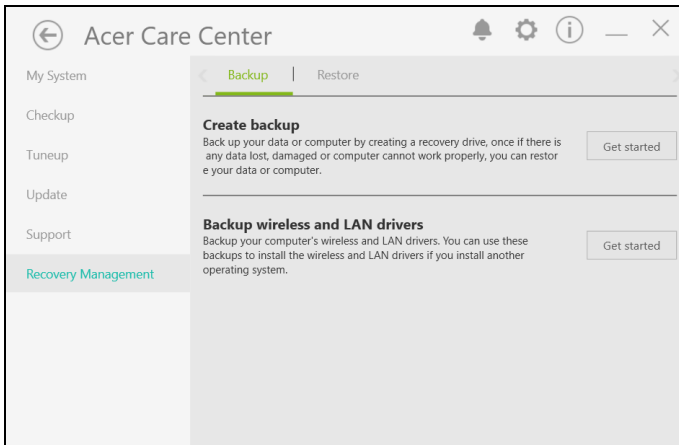 Acer Care Center
My System
Checkup
Tuneup
Update
Support
Recovery Management
Backup
Restore
Create backup
Back up your data or computer by creating a recovery drive, once if there is
any data lost, damaged or computer cannot work properly, you can restor
e your data or computer.
Get started
Backup wireless and LAN drivers
Backup your computer's wireless and LAN drivers. You can use these
backups to install the wireless and LAN drivers if you install another
operating system.
Get started